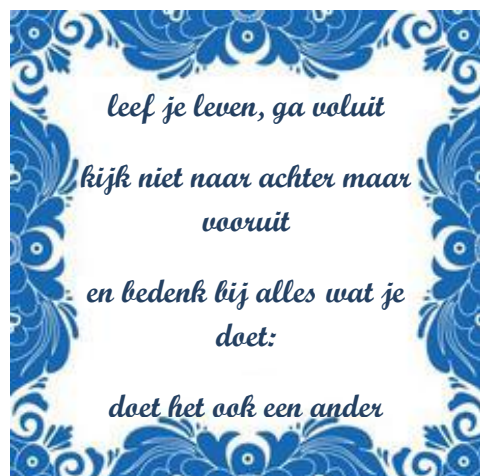 leef je leven, ga voluit
kijk niet naar achter maar
vooruit
en bedenk bij alles wat je
doet:
doet het ook een ander